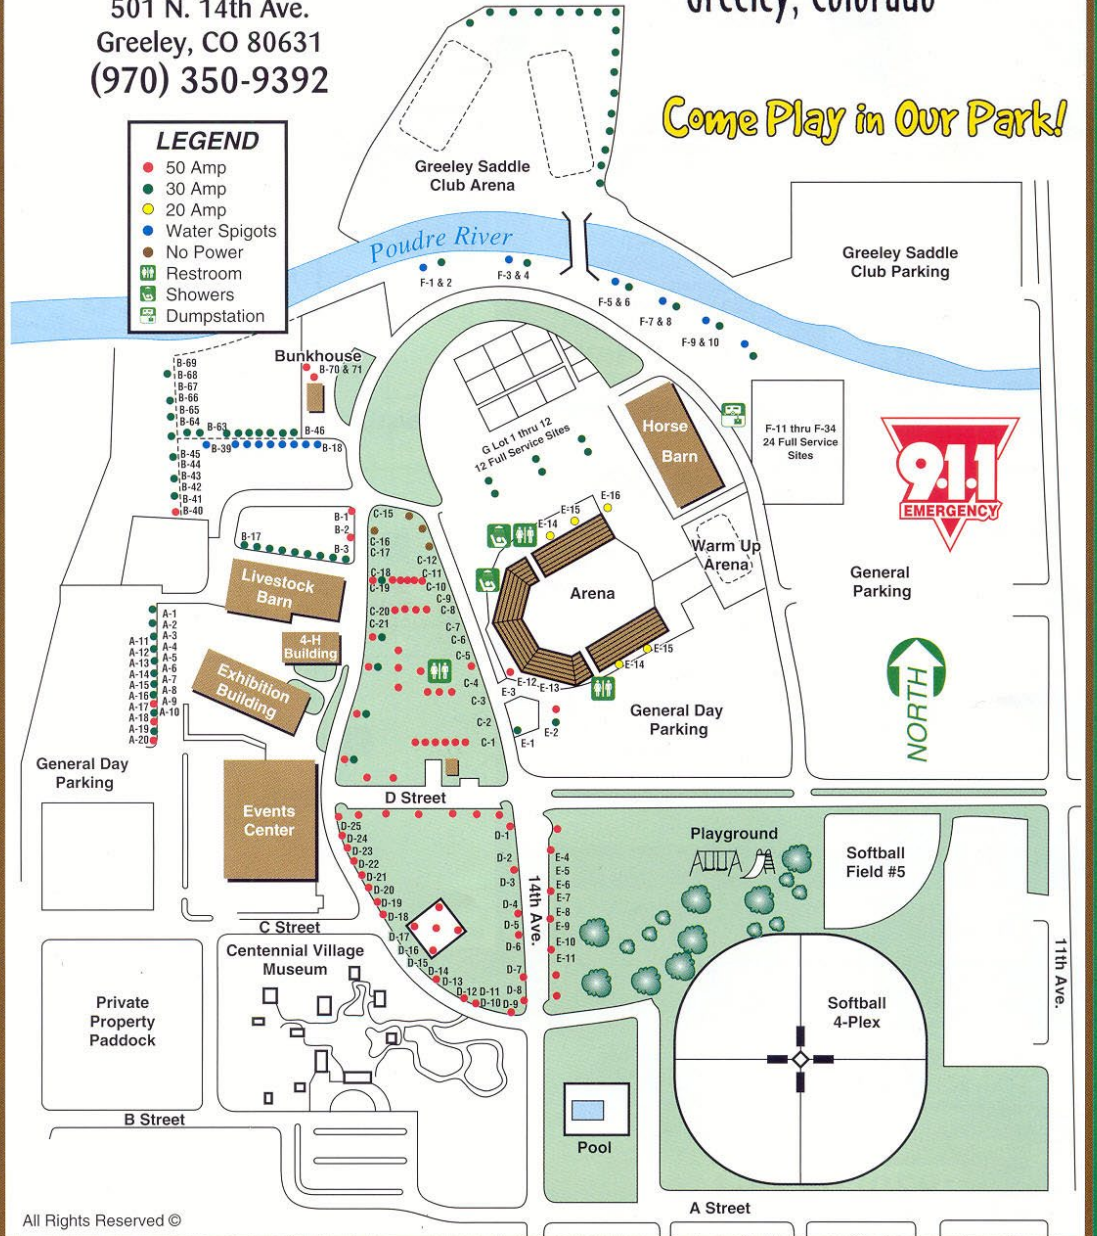 501 N. 14th Ave.
Greeley, CO 80631
(970) 350-9392
Greeley, Colorado
Come Play in Our Park!
LEGEND
50 Amp
30 Amp
20 Amp
Water Spigots
No Power
Restroom
Showers
Dumpstation
Greeley Saddle
Club Arena
Poudre River
Greeley Saddle
Club Parking
F-1 & 2
F-3 & 4
F-5 & 6
F-7 & 8
F-9 & 10
Bunkhouse
B-70 & 71
B-69
B-68
B-67
B-66
B-65
B-64
B-63
B-46
B-39
B-18
B-45
B-44
B-43
B-42
B-41
B-40
G Lot 1 thru 12
12 Full Service Sites
Horse
Barn
F-11 thru F-34
24 Full Service
Sites
911
EMERGENCY
B-1
B-2
B-3
B-17
C-15
C-16
C-17
C-12
C-18
C-11
C-19
C-10
C-9
C-20
C-8
C-21
C-7
C-6
C-5
C-4
C-3
C-2
C-1
E-16
E-15
E-14
Warm Up
Arena
Arena
General
Parking
Livestock
Barn
4-H
Building
Exhibition
Building
A-1
A-2
A-3
A-4
A-5
A-6
A-7
A-8
A-9
A-10
A-11
A-12
A-13
A-14
A-15
A-16
A-17
A-18
A-19
A-20
E-15
E-14
E-12
E-13
E-3
E-2
E-1
General Day
Parking
NORTH
General Day
Parking
Events
Center
D Street
D-25
D-24
D-23
D-22
D-21
D-20
D-19
D-18
D-17
D-16
D-15
D-14
D-13
D-12
D-11
D-10
D-9
D-1
D-2
D-3
D-4
D-5
D-6
D-7
D-8
14th Ave.
E-4
E-5
E-6
E-7
E-8
E-9
E-10
E-11
Playground
Softball
Field #5
Softball
4-Plex
11th Ave.
C Street
Centennial Village
Museum
Private
Property
Paddock
B Street
Pool
A Street
All Rights Reserved ©